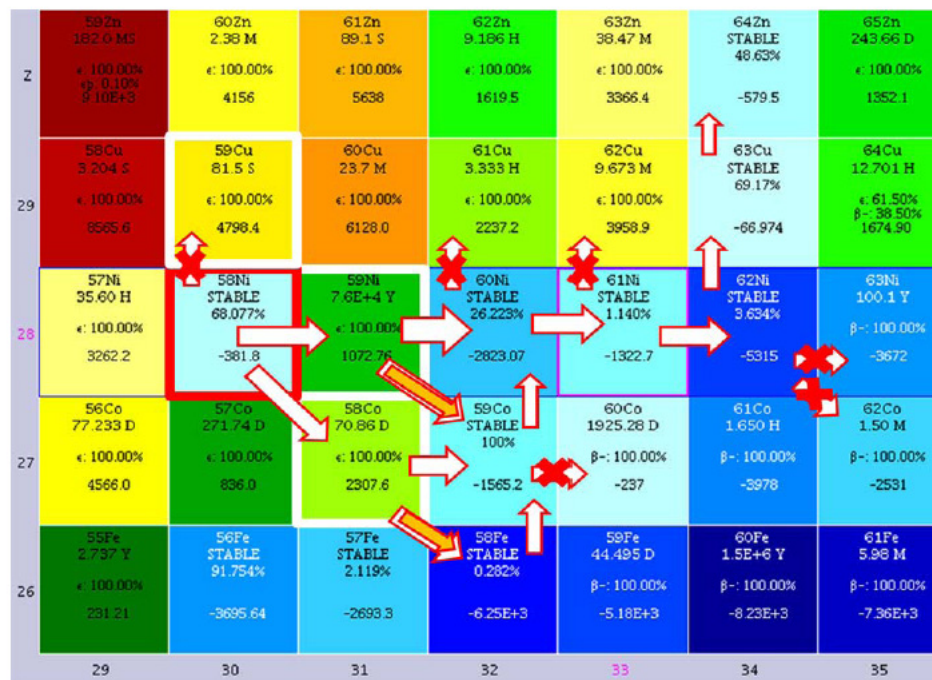 59Zn
182.0 MS
ϵ: 100.00%
ϵp: 0.10%
9.10E+3
60Zn
2.38 M
ϵ: 100.00%
4156
61Zn
89.1 S
ϵ: 100.00%
5638
62Zn
9.186 H
ϵ: 100.00%
1619.5
63Zn
38.47 M
ϵ: 100.00%
3366.4
64Zn
STABLE
48.63%
-579.5
65Zn
243.66 D
ϵ: 100.00%
1352.1
Z
58Cu
3.204 S
ϵ: 100.00%
8565.6
59Cu
81.5 S
ϵ: 100.00%
4798.4
60Cu
23.7 M
ϵ: 100.00%
6128.0
61Cu
3.333 H
ϵ: 100.00%
2237.2
62Cu
9.673 M
ϵ: 100.00%
3958.9
63Cu
STABLE
69.17%
-66.974
64Cu
12.701 H
ϵ: 61.50%
β-: 38.50%
1674.90
29
57Ni
35.60 H
ϵ: 100.00%
3262.2
58Ni
STABLE
68.077%
-381.8
59Ni
7.6E+4 Y
ϵ: 100.00%
1072.76
60Ni
STABLE
26.223%
-2823.07
61Ni
STABLE
1.140%
-1322.7
62Ni
STABLE
3.634%
-5315
63Ni
100.1 Y
β-: 100.00%
-3672
28
56Co
77.233 D
ϵ: 100.00%
4566.0
57Co
271.74 D
ϵ: 100.00%
836.0
58Co
70.86 D
ϵ: 100.00%
2307.6
59Co
STABLE
100%
-1565.2
60Co
1925.28 D
β-: 100.00%
-237
61Co
1.650 H
β-: 100.00%
-3978
62Co
1.50 M
β-: 100.00%
-2531
27
55Fe
2.737 Y
ϵ: 100.00%
231.21
56Fe
STABLE
91.754%
-3695.64
57Fe
STABLE
2.119%
-2693.3
58Fe
STABLE
0.282%
-6.25E+3
59Fe
44.495 D
β-: 100.00%
-5.18E+3
60Fe
1.5E+6 Y
β-: 100.00%
-8.23E+3
61Fe
5.98 M
β-: 100.00%
-7.36E+3
26
29
30
31
32
33
34
35